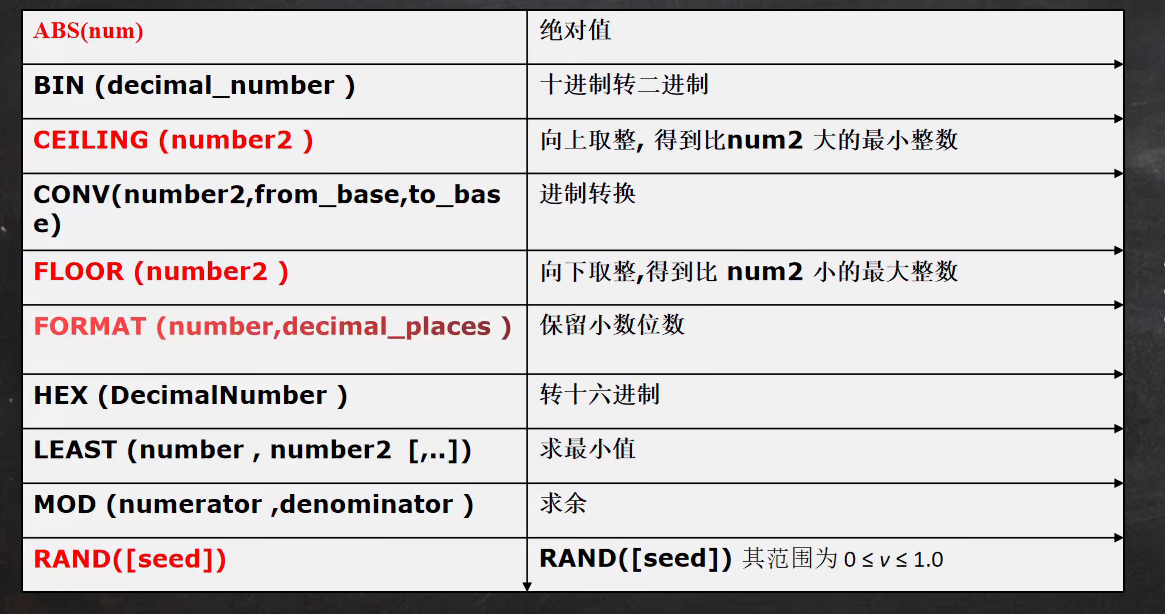 ABS(num)
绝对值
BIN (decimal_number )
十进制转二进制
CEILING (number2 )
向上取整, 得到比num2 大的最小整数
CONV(number2,from_base,to_bas
e)
进制转换
FLOOR (number2 )
向下取整,得到比 num2 小的最大整数
FORMAT (number,decimal_places )
保留小数位数
HEX (DecimalNumber )
转十六进制
LEAST (number , number2 [,..])
求最小值
MOD (numerator ,denominator )
求余
RAND([seed])
RAND([seed]) 其范围为 0 ≤ v ≤ 1.0